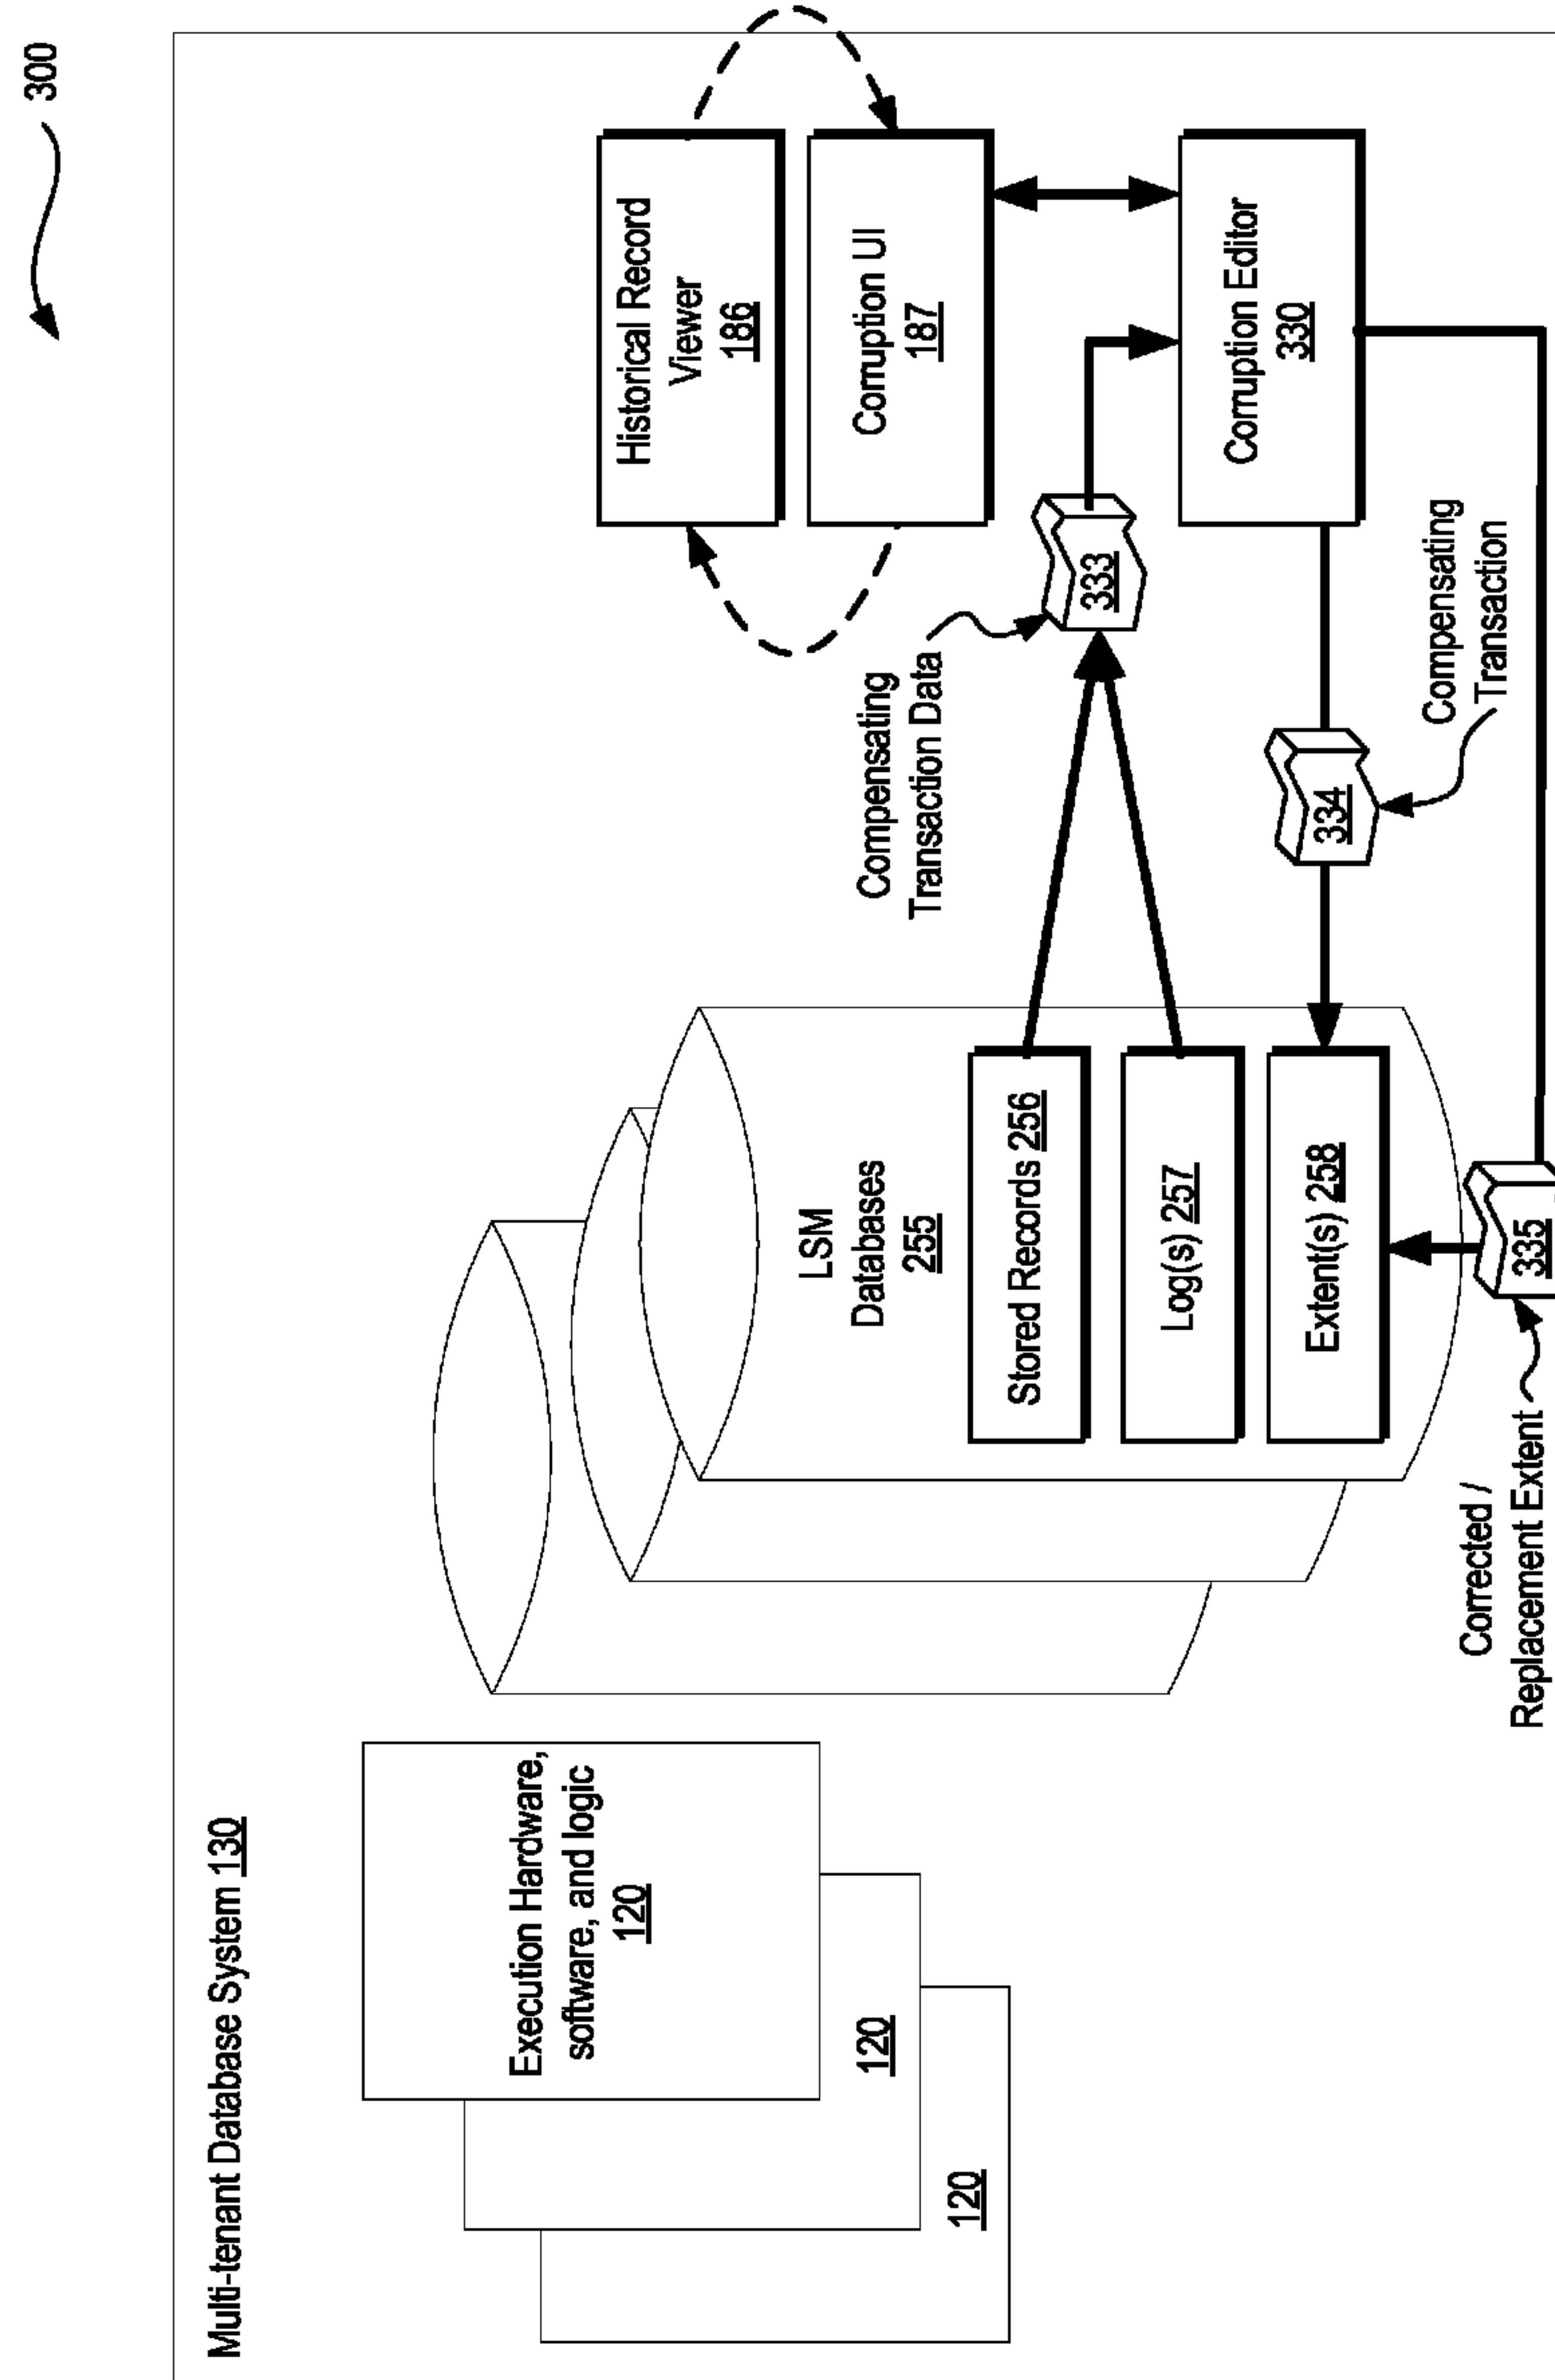 300
Multi-tenant Database System 130
Execution Hardware,
software, and logic
120
120
120
LSM
Databases
255
Stored Records 256
Log(s) 257
Extent(s) 258
Historical Record
Viewer
186
Corruption UI
187
Compensating
Transaction Data
333
Corruption Editor
330
334
Compensating
Transaction
Corrected /
Replacement Extent
335